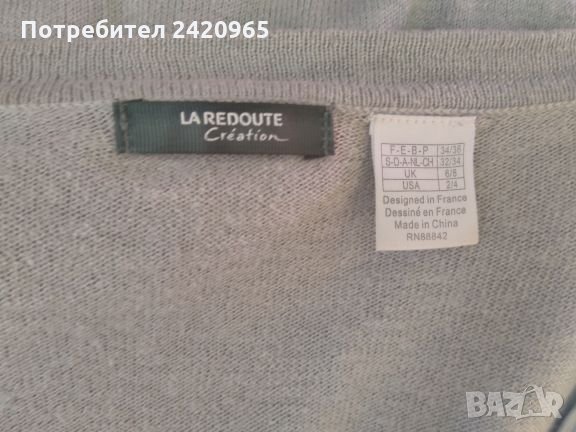 Потребител 2420965
LA REDOUTE
Création
F-E-B-P 34/36
S-D-A-NL-CH 32/34
UK 6/8
USA 2/4
Designed in France
Dessiné en France
Made in China
RN88842
BAZAR